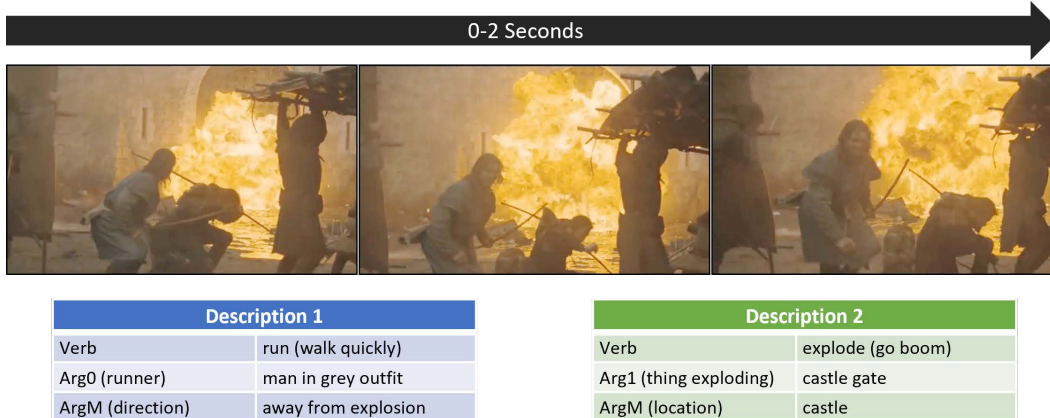 0-2 Seconds
Description 1
Verb run (walk quickly)
Arg0 (runner) man in grey outfit
ArgM (direction) away from explosion
Description 2
Verb explode (go boom)
Arg1 (thing exploding) castle gate
ArgM (location) castle